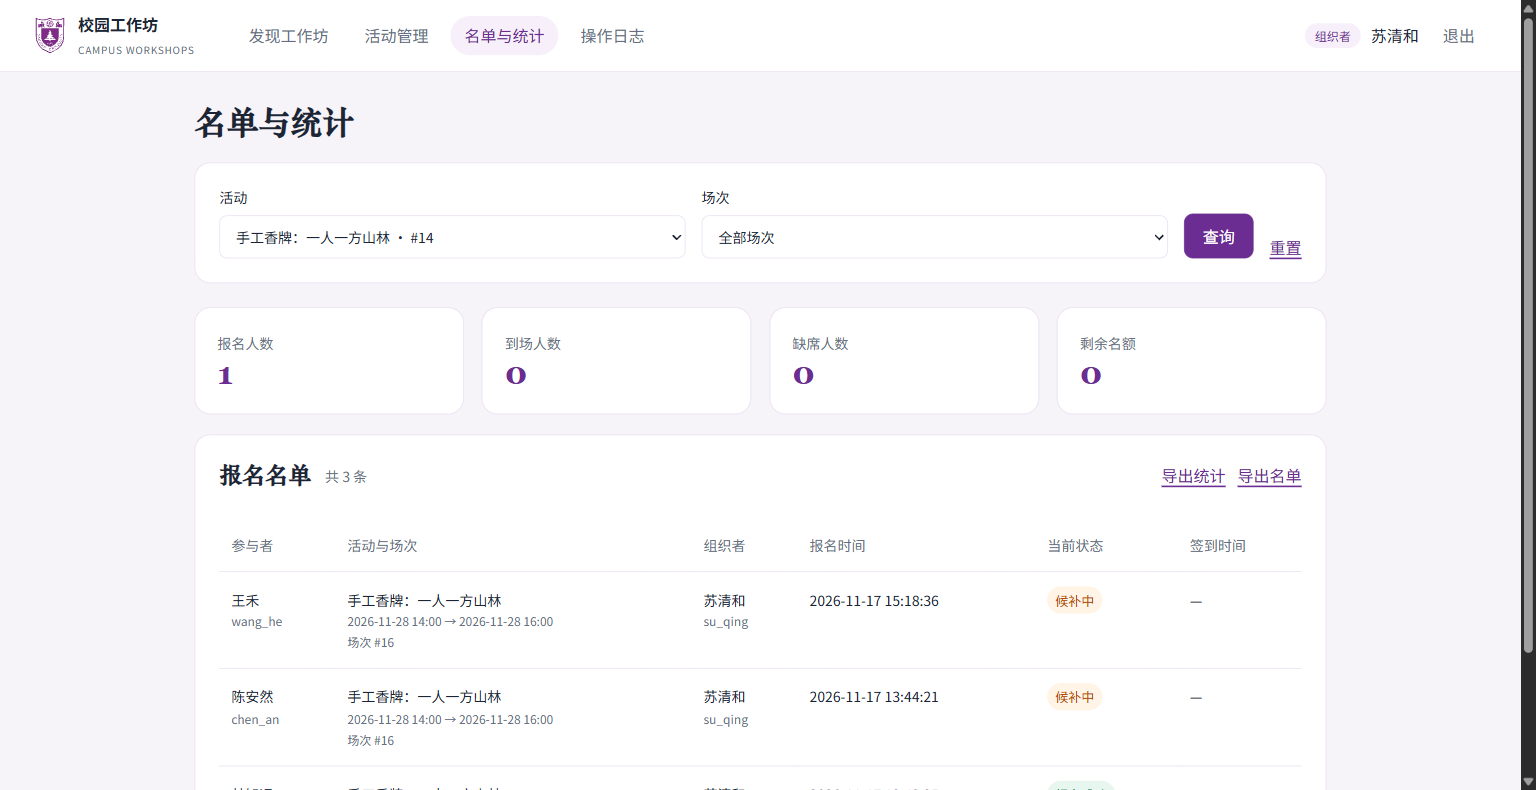 校园工作坊
CAMPUS WORKSHOPS
发现工作坊 活动管理 名单与统计 操作日志
组织者 苏清和 退出
名单与统计
活动 场次
手工香牌：一人一方山林 · #14 全部场次 查询 重置
报名人数 到场人数 缺席人数 剩余名额
1 0 0 0
报名名单 共 3 条 导出统计 导出名单
参与者 活动与场次 组织者 报名时间 当前状态 签到时间
王禾 手工香牌：一人一方山林 苏清和 2026-11-17 15:18:36 候补中 —
wang_he 2026-11-28 14:00 → 2026-11-28 16:00 su_qing
场次 #16
陈安然 手工香牌：一人一方山林 苏清和 2026-11-17 13:44:21 候补中 —
chen_an 2026-11-28 14:00 → 2026-11-28 16:00 su_qing
场次 #16